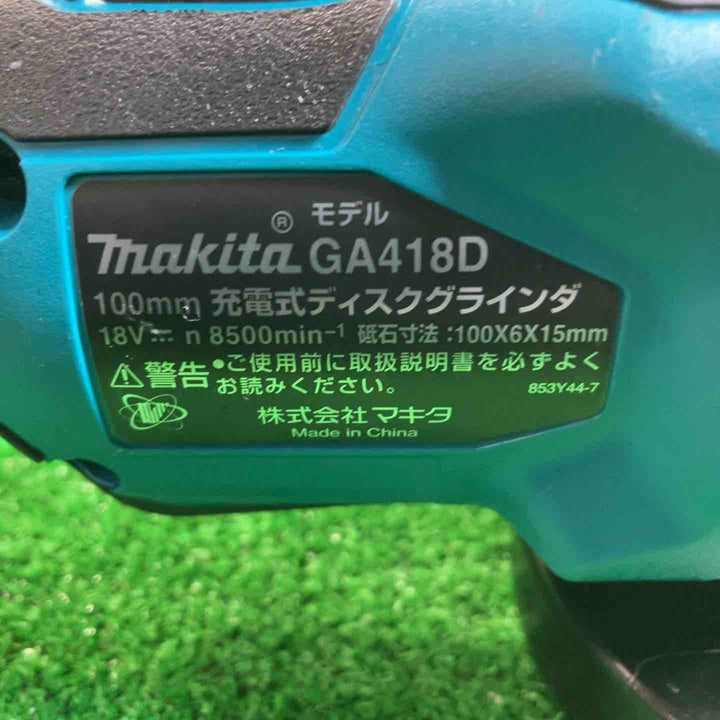 モデル
makita® GA418D
100mm 充電式ディスクグラインダ
18V⎓ n 8500min⁻¹ 砥石寸法:100X6X15mm
⚠警告 •ご使用前に取扱説明書を必ずよく
お読みください。 853Y44-7
株式会社マキタ
Made in China